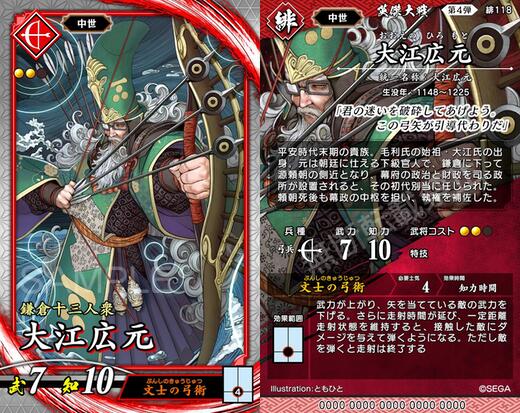 中世
鎌倉十三人衆
大江広元
武7 知10
ぶんしのきゅうじゅつ
文士の弓術
4
SAMPLE
緋
中世
英傑大戦
第4弾
緋118
おおえの ひろ もと
大江広元
統一名称/大江広元
生没年/1148〜1225
『君の迷いを破砕してあげよう。
この弓矢が引導代わりだ』
平安時代末期の貴族。毛利氏の始祖・大江氏の出
身。元は朝廷に仕える下級官人で、鎌倉に下って
源頼朝の側近となり、幕府の政治と財政を司る政
所が設置されると、その初代別当に任じられた。
頼朝死後も幕政の中枢を担い、執権を補佐した。
兵種 武力 知力 武将コスト
弓兵 7 10 特技
ぶんしのきゅうじゅつ
文士の弓術
必要士気
4
効果時間
知力時間
効果範囲
武力が上がり、矢を当てている敵の武力を
下げる。さらに走射時間が延び、一定距離
走射状態を維持すると、接触した敵にダ
メージを与えて弾くようになる。ただし敵
を弾くと走射は終了する
Illustration:ともひと
©SEGA
0000 0000 0000 0000 0000